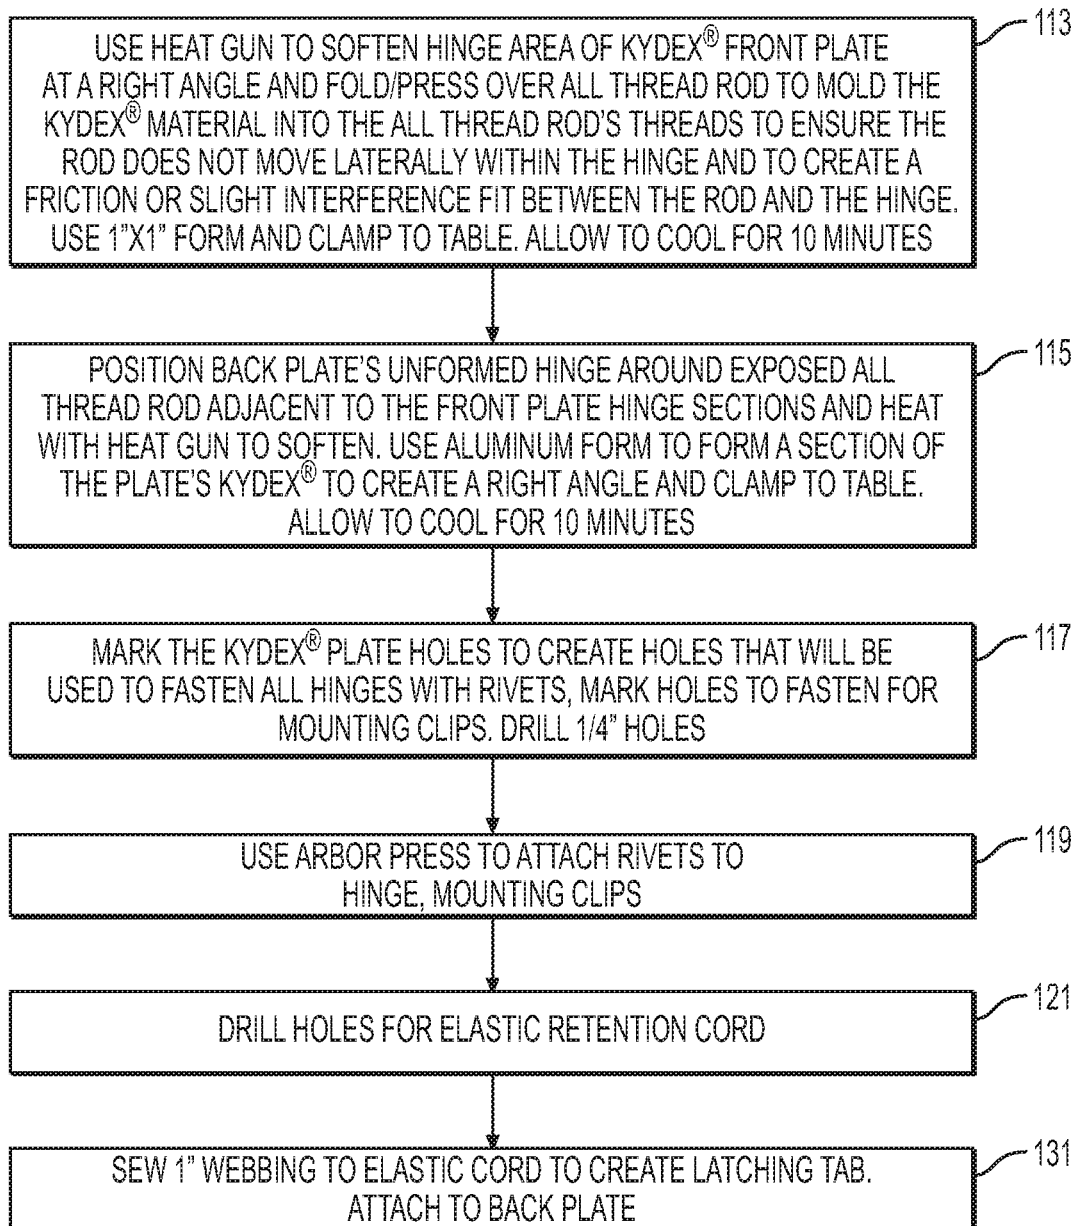 113
USE HEAT GUN TO SOFTEN HINGE AREA OF KYDEX® FRONT PLATE
AT A RIGHT ANGLE AND FOLD/PRESS OVER ALL THREAD ROD TO MOLD THE
KYDEX® MATERIAL INTO THE ALL THREAD ROD'S THREADS TO ENSURE THE
ROD DOES NOT MOVE LATERALLY WITHIN THE HINGE AND TO CREATE A
FRICTION OR SLIGHT INTERFERENCE FIT BETWEEN THE ROD AND THE HINGE.
USE 1”X1” FORM AND CLAMP TO TABLE. ALLOW TO COOL FOR 10 MINUTES
115
POSITION BACK PLATE'S UNFORMED HINGE AROUND EXPOSED ALL
THREAD ROD ADJACENT TO THE FRONT PLATE HINGE SECTIONS AND HEAT
WITH HEAT GUN TO SOFTEN. USE ALUMINUM FORM TO FORM A SECTION OF
THE PLATE'S KYDEX® TO CREATE A RIGHT ANGLE AND CLAMP TO TABLE.
ALLOW TO COOL FOR 10 MINUTES
117
MARK THE KYDEX® PLATE HOLES TO CREATE HOLES THAT WILL BE
USED TO FASTEN ALL HINGES WITH RIVETS, MARK HOLES TO FASTEN FOR
MOUNTING CLIPS. DRILL 1/4” HOLES
119
USE ARBOR PRESS TO ATTACH RIVETS TO
HINGE, MOUNTING CLIPS
121
DRILL HOLES FOR ELASTIC RETENTION CORD
131
SEW 1” WEBBING TO ELASTIC CORD TO CREATE LATCHING TAB.
ATTACH TO BACK PLATE